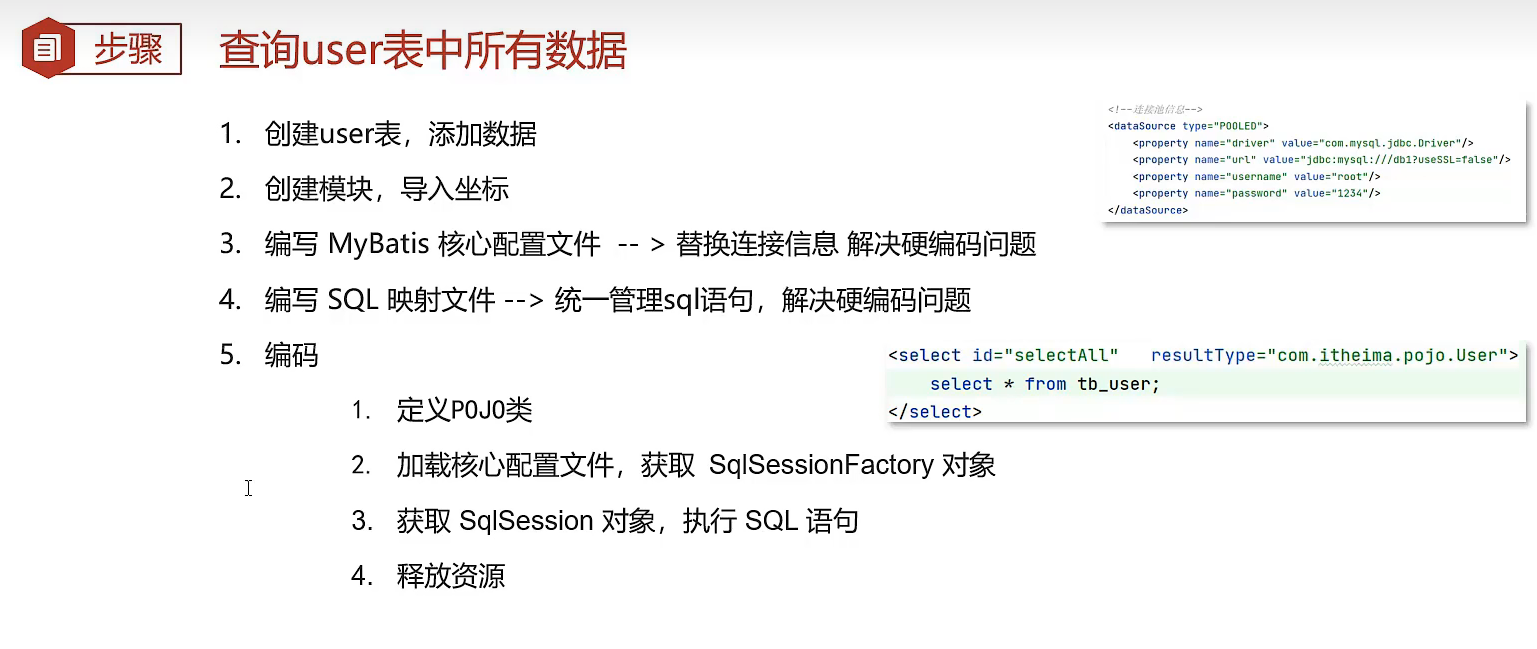 步骤
查询user表中所有数据
1. 创建user表，添加数据
2. 创建模块，导入坐标
3. 编写 MyBatis 核心配置文件 -- > 替换连接信息 解决硬编码问题
4. 编写 SQL 映射文件 --> 统一管理sql语句，解决硬编码问题
5. 编码
1. 定义POJO类
2. 加载核心配置文件，获取 SqlSessionFactory 对象
3. 获取 SqlSession 对象，执行 SQL 语句
4. 释放资源
<!--连接池信息-->
<dataSource type="POOLED">
<property name="driver" value="com.mysql.jdbc.Driver"/>
<property name="url" value="jdbc:mysql:///db1?useSSL=false"/>
<property name="username" value="root"/>
<property name="password" value="1234"/>
</dataSource>
<select id="selectAll" resultType="com.itheima.pojo.User">
select * from tb_user;
</select>